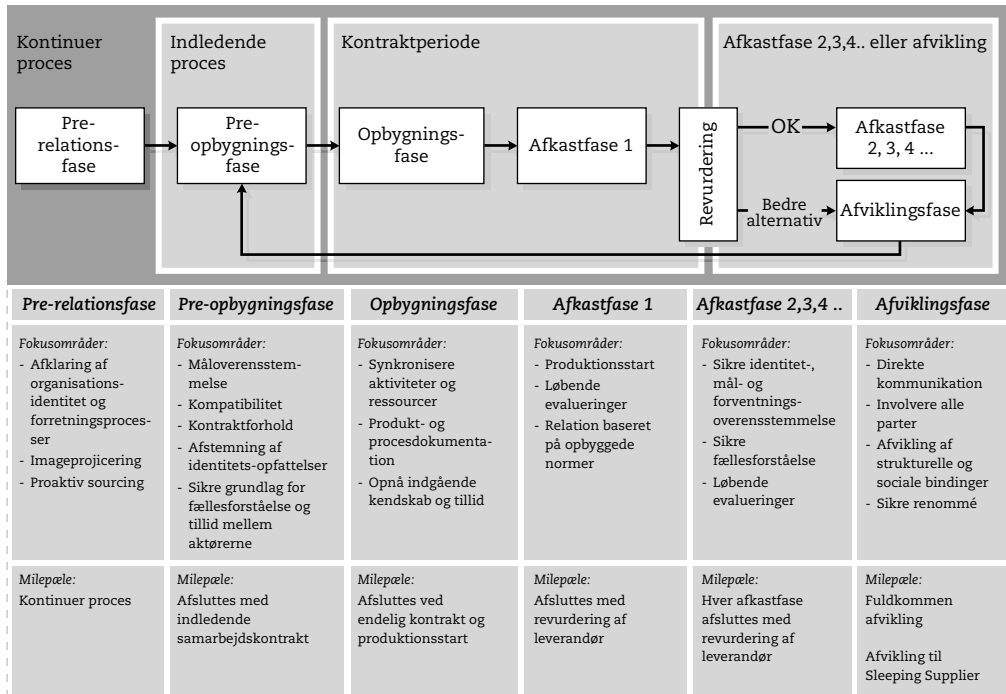 Kontinuer
proces
Indledende
proces
Kontraktperiode
Afkastfase 2,3,4.. eller afvikling
Pre-
relations-
fase
Pre-
opbygnings-
fase
Opbygnings-
fase
Afkastfase 1
Revurdering
OK
Afkastfase
2, 3, 4 ...
Bedre
alternativ
Afviklingsfase
Pre-relationsfase
Fokusområder:
- Afklaring af
organisations-
identitet og
forretningsproces-
ser
- Imageprojicering
- Proaktiv sourcing
Milepæle:
Kontinuer proces
Pre-opbygningsfase
Fokusområder:
- Måloverensstem-
melse
- Kompatibilitet
- Kontraktforhold
- Afstemning af
identitets-opfattelser
- Sikre grundlag for
fællesforståelse og
tillid mellem
aktørerne
Milepæle:
Afsluttes med
indledende
samarbejdskontrakt
Opbygningsfase
Fokusområder:
- Synkronisere
aktiviteter og
ressourcer
- Produkt- og
procesdokumenta-
tion
- Opnå indgående
kendskab og tillid
Milepæle:
Afsluttes ved
endelig kontrakt og
produktionsstart
Afkastfase 1
Fokusområder:
- Produktionsstart
- Løbende
evalueringer
- Relation baseret
på opbyggede
normer
Milepæle:
Afsluttes med
revurdering af
leverandør
Afkastfase 2,3,4 ..
Fokusområder:
- Sikre identitet-,
mål- og
forventnings-
overensstemmelse
- Sikre
fællesforståelse
- Løbende
evalueringer
Milepæle:
Hver afkastfase
afsluttes med
revurdering af
leverandør
Afviklingsfase
Fokusområder:
- Direkte
kommunikation
- Involvere alle
parter
- Afvikling af
strukturelle og
sociale bindinger
- Sikre renommé
Milepæle:
Fuldkommen
afvikling
Afvikling til
Sleeping Supplier